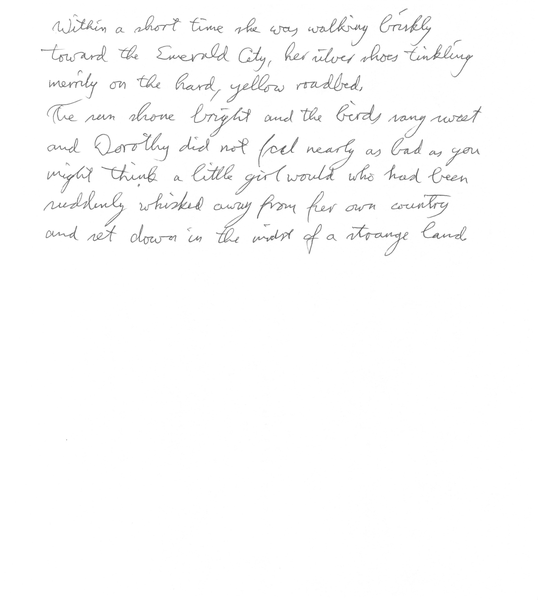 Within a short time she was walking briskly
toward the Emerald City, her silver shoes tinkling
merrily on the hard, yellow roadbed.
The sun shone bright and the birds sang sweet
and Dorothy did not feel nearly as bad as you
might think a little girl would who had been
suddenly whisked away from her own country
and set down in the midst of a strange land